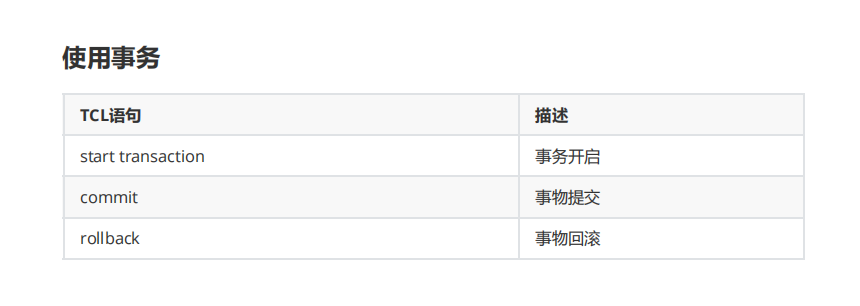 使用事务
TCL语句 描述
start transaction 事务开启
commit 事物提交
rollback 事物回滚